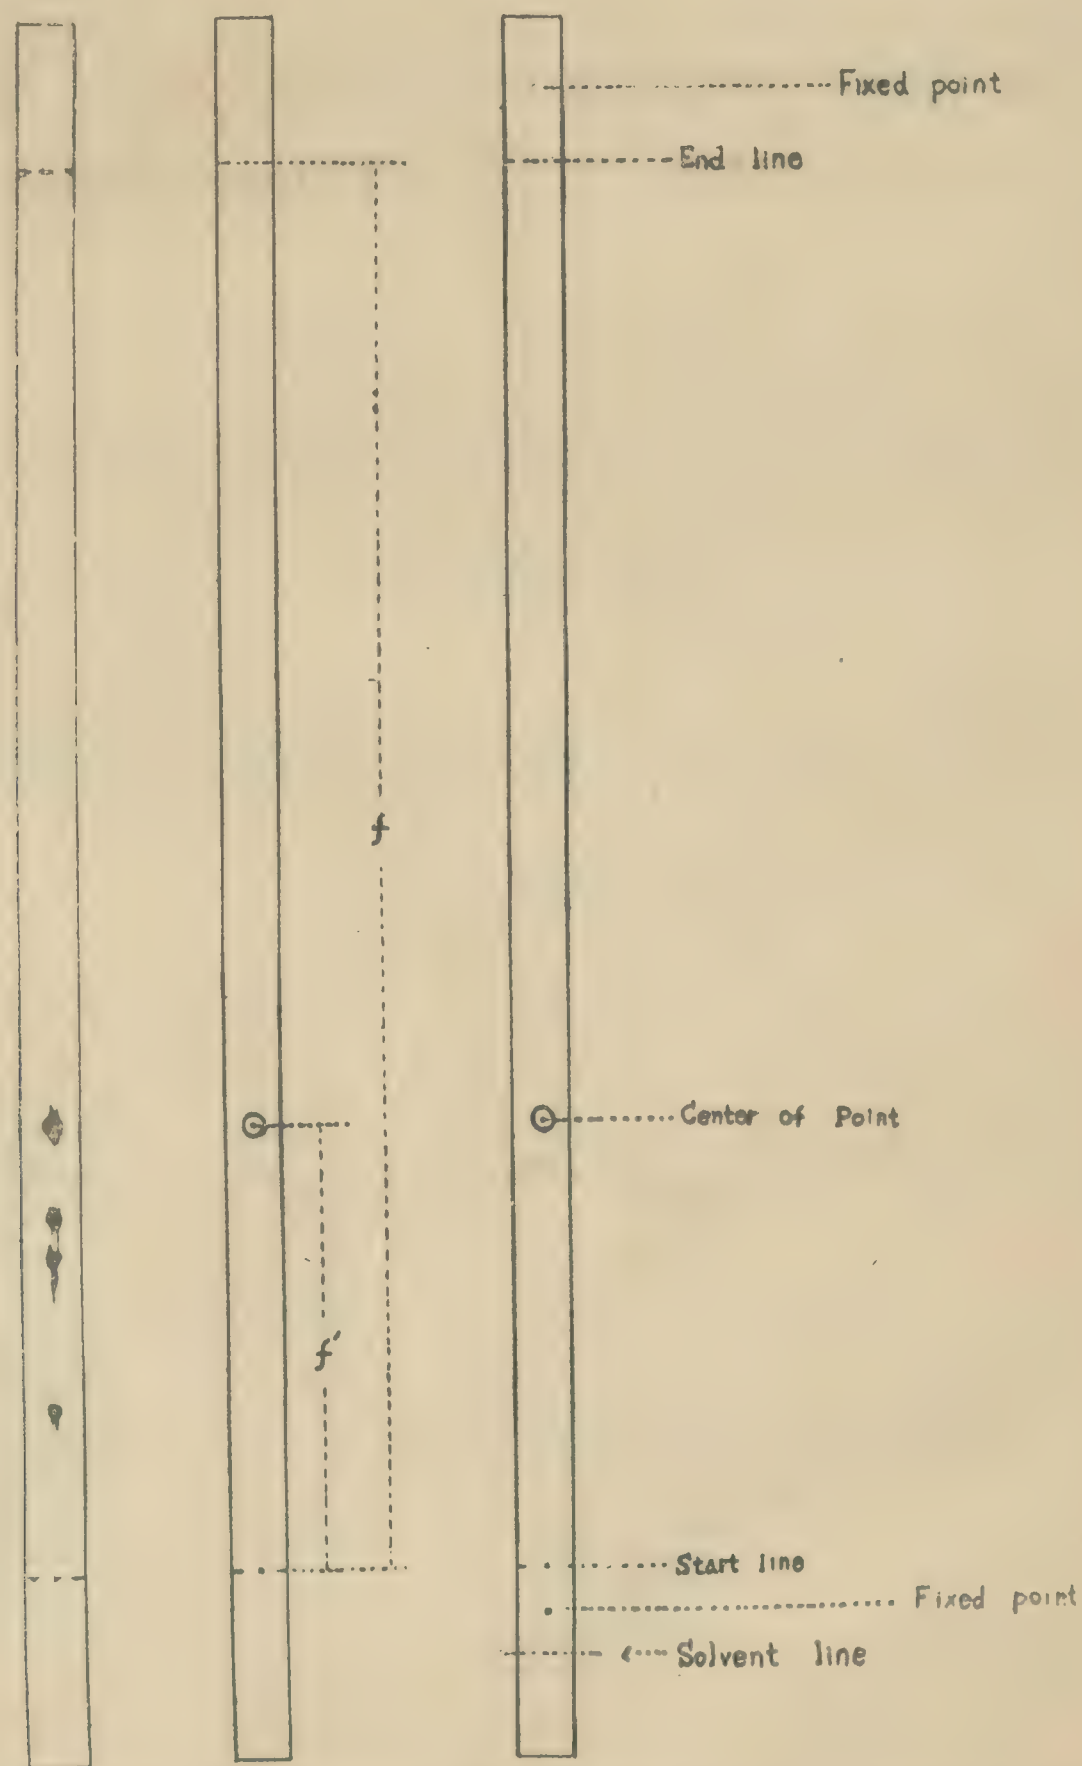 Fixed point
End line
f
Center of Point
f′
Start line
Fixed point
Solvent line